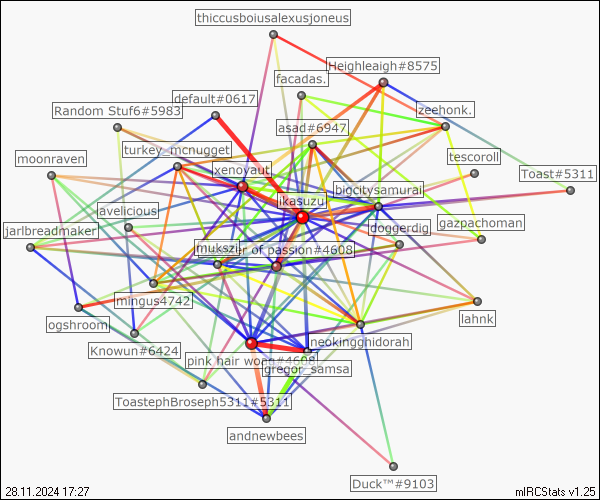 thiccusboiusalexusjoneus
Heighleaigh#8575
facadas.
default#0617
Random Stuf6#5983
zeehonk.
asad#6947
turkey_mcnugget
moonraven
tescoroll
xenoyaut
Toast#5311
bigcitysamurai
ikasuzu
avelicious
gazpachoman
doggerdig
jarlbreadmaker
mukszi
er of passion#4608
mingus4742
lahnk
ogshroom
neokingghidorah
Knowun#6424
pink hair wong#4608
gregor_samsa
ToastephBroseph5311#5311
andnewbees
Duck™#9103
28.11.2024 17:27
mIRCStats v1.25